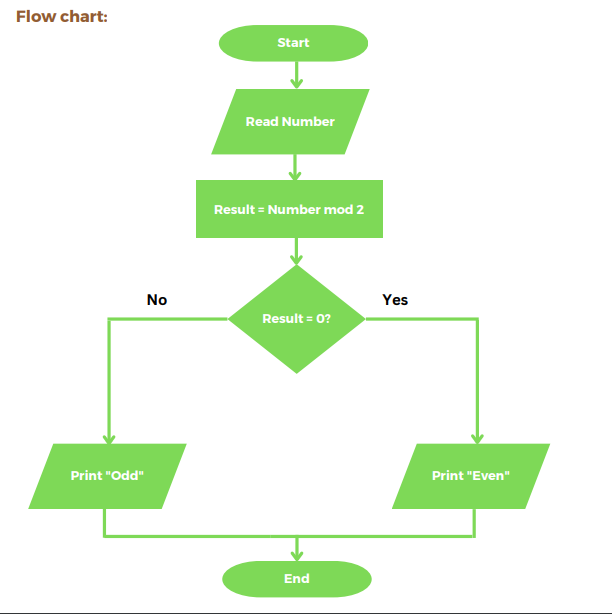 Flow chart:
Start
Read Number
Result = Number mod 2
Result = 0?
No
Yes
Print "Odd"
Print "Even"
End